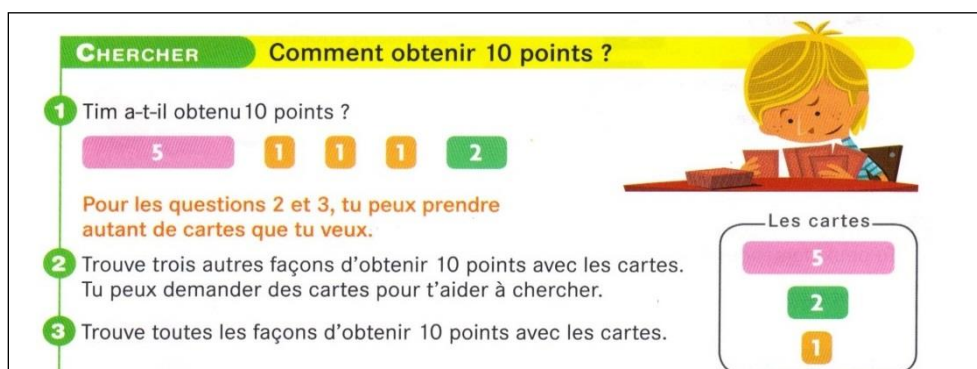 CHERCHER Comment obtenir 10 points ?
1 Tim a-t-il obtenu 10 points ?
5 1 1 1 2
Pour les questions 2 et 3, tu peux prendre
autant de cartes que tu veux.
2 Trouve trois autres façons d'obtenir 10 points avec les cartes.
Tu peux demander des cartes pour t'aider à chercher.
3 Trouve toutes les façons d'obtenir 10 points avec les cartes.
Les cartes
5
2
1